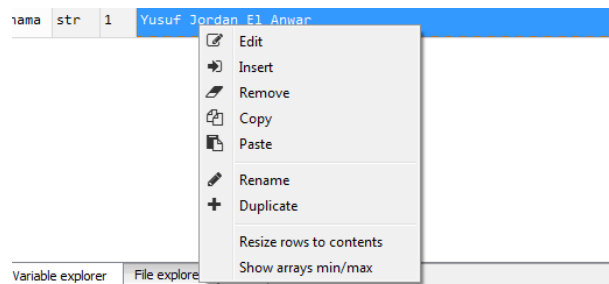 nama str 1 Yusuf Jordan El Anwar
Edit
Insert
Remove
Copy
Paste
Rename
Duplicate
Resize rows to contents
Show arrays min/max
Variable explorer File explore